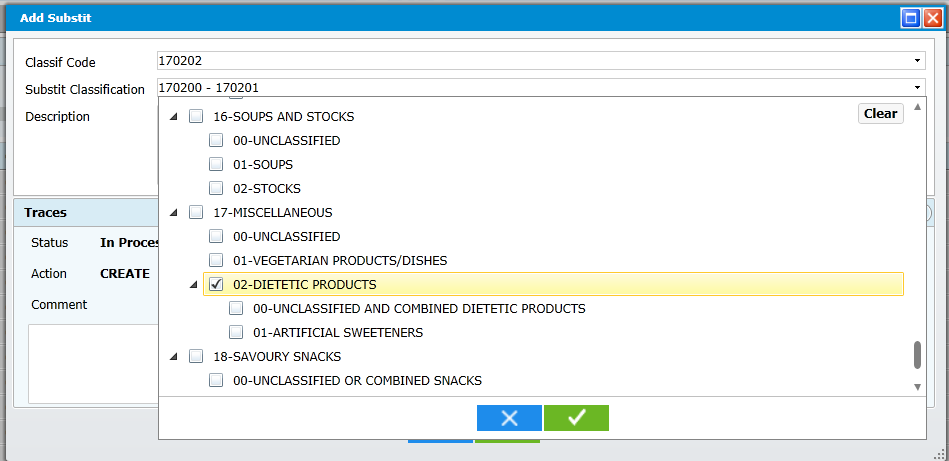 Add Substit
Classif Code 170202
Substit Classification 170200 - 170201
Description
Clear
16-SOUPS AND STOCKS
00-UNCLASSIFIED
01-SOUPS
02-STOCKS
17-MISCELLANEOUS
00-UNCLASSIFIED
01-VEGETARIAN PRODUCTS/DISHES
02-DIETETIC PRODUCTS
00-UNCLASSIFIED AND COMBINED DIETETIC PRODUCTS
01-ARTIFICIAL SWEETENERS
18-SAVOURY SNACKS
00-UNCLASSIFIED OR COMBINED SNACKS
Traces
Status In Proces
Action CREATE
Comment